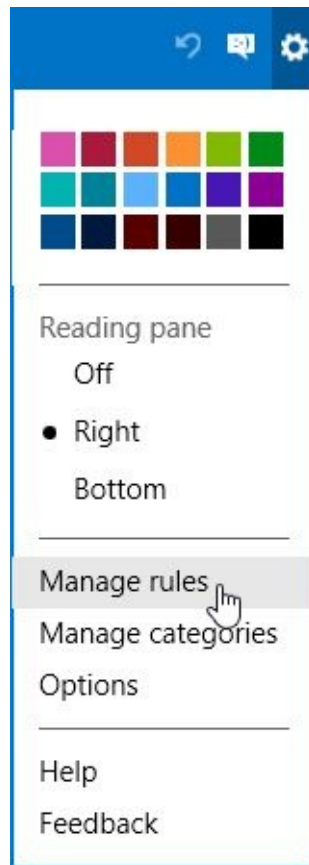 Reading pane
Off
Right
Bottom
Manage rules
Manage categories
Options
Help
Feedback